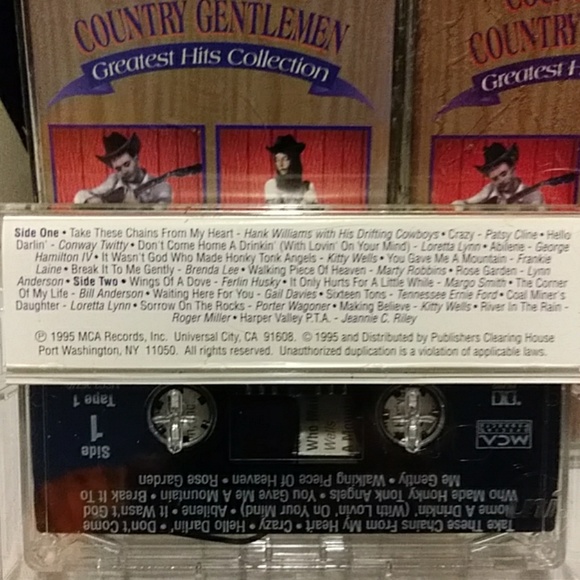 COUNTRY GENTLEMEN
Greatest Hits Collection
COUNTRY
Greatest H
Side One • Take These Chains From My Heart - Hank Williams with His Drifting Cowboys • Crazy - Patsy Cline • Hello
Darlin' - Conway Twitty • Don't Come Home A Drinkin' (With Lovin' On Your Mind) - Loretta Lynn • Abilene - George
Hamilton IV • It Wasn't God Who Made Honky Tonk Angels - Kitty Wells • You Gave Me A Mountain - Frankie
Laine • Break It To Me Gently - Brenda Lee • Walking Piece Of Heaven - Marty Robbins • Rose Garden - Lynn
Anderson • Side Two • Wings Of A Dove - Ferlin Husky • It Only Hurts For A Little While - Margo Smith • The Corner
Of My Life - Bill Anderson • Waiting Here For You - Gail Davies • Sixteen Tons - Tennessee Ernie Ford • Coal Miner's
Daughter - Loretta Lynn • Sorrow On The Rocks - Porter Wagoner • Making Believe - Kitty Wells • River In The Rain -
Roger Miller • Harper Valley P.T.A. - Jeannie C. Riley
℗ 1995 MCA Records, Inc. Universal City, CA 91608. © 1995 and Distributed by Publishers Clearing House
Port Washington, NY 11050. All rights reserved. Unauthorized duplication is a violation of applicable laws.
Take These Chains From My Heart • Crazy • Hello Darlin' • Don't Come
Home A Drinkin' (With Lovin' On Your Mind) • Abilene • It Wasn't God
Who Made Honky Tonk Angels • You Gave Me A Mountain • Break It To
Me Gently • Walking Piece Of Heaven • Rose Garden
MCA
Side
1
Tape 1